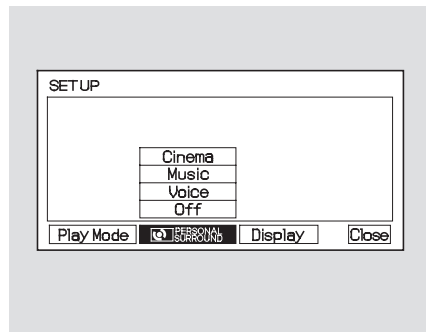 SETUP
Cinema
Music
Voice
Off
Play Mode PERSONAL SURROUND Display Close